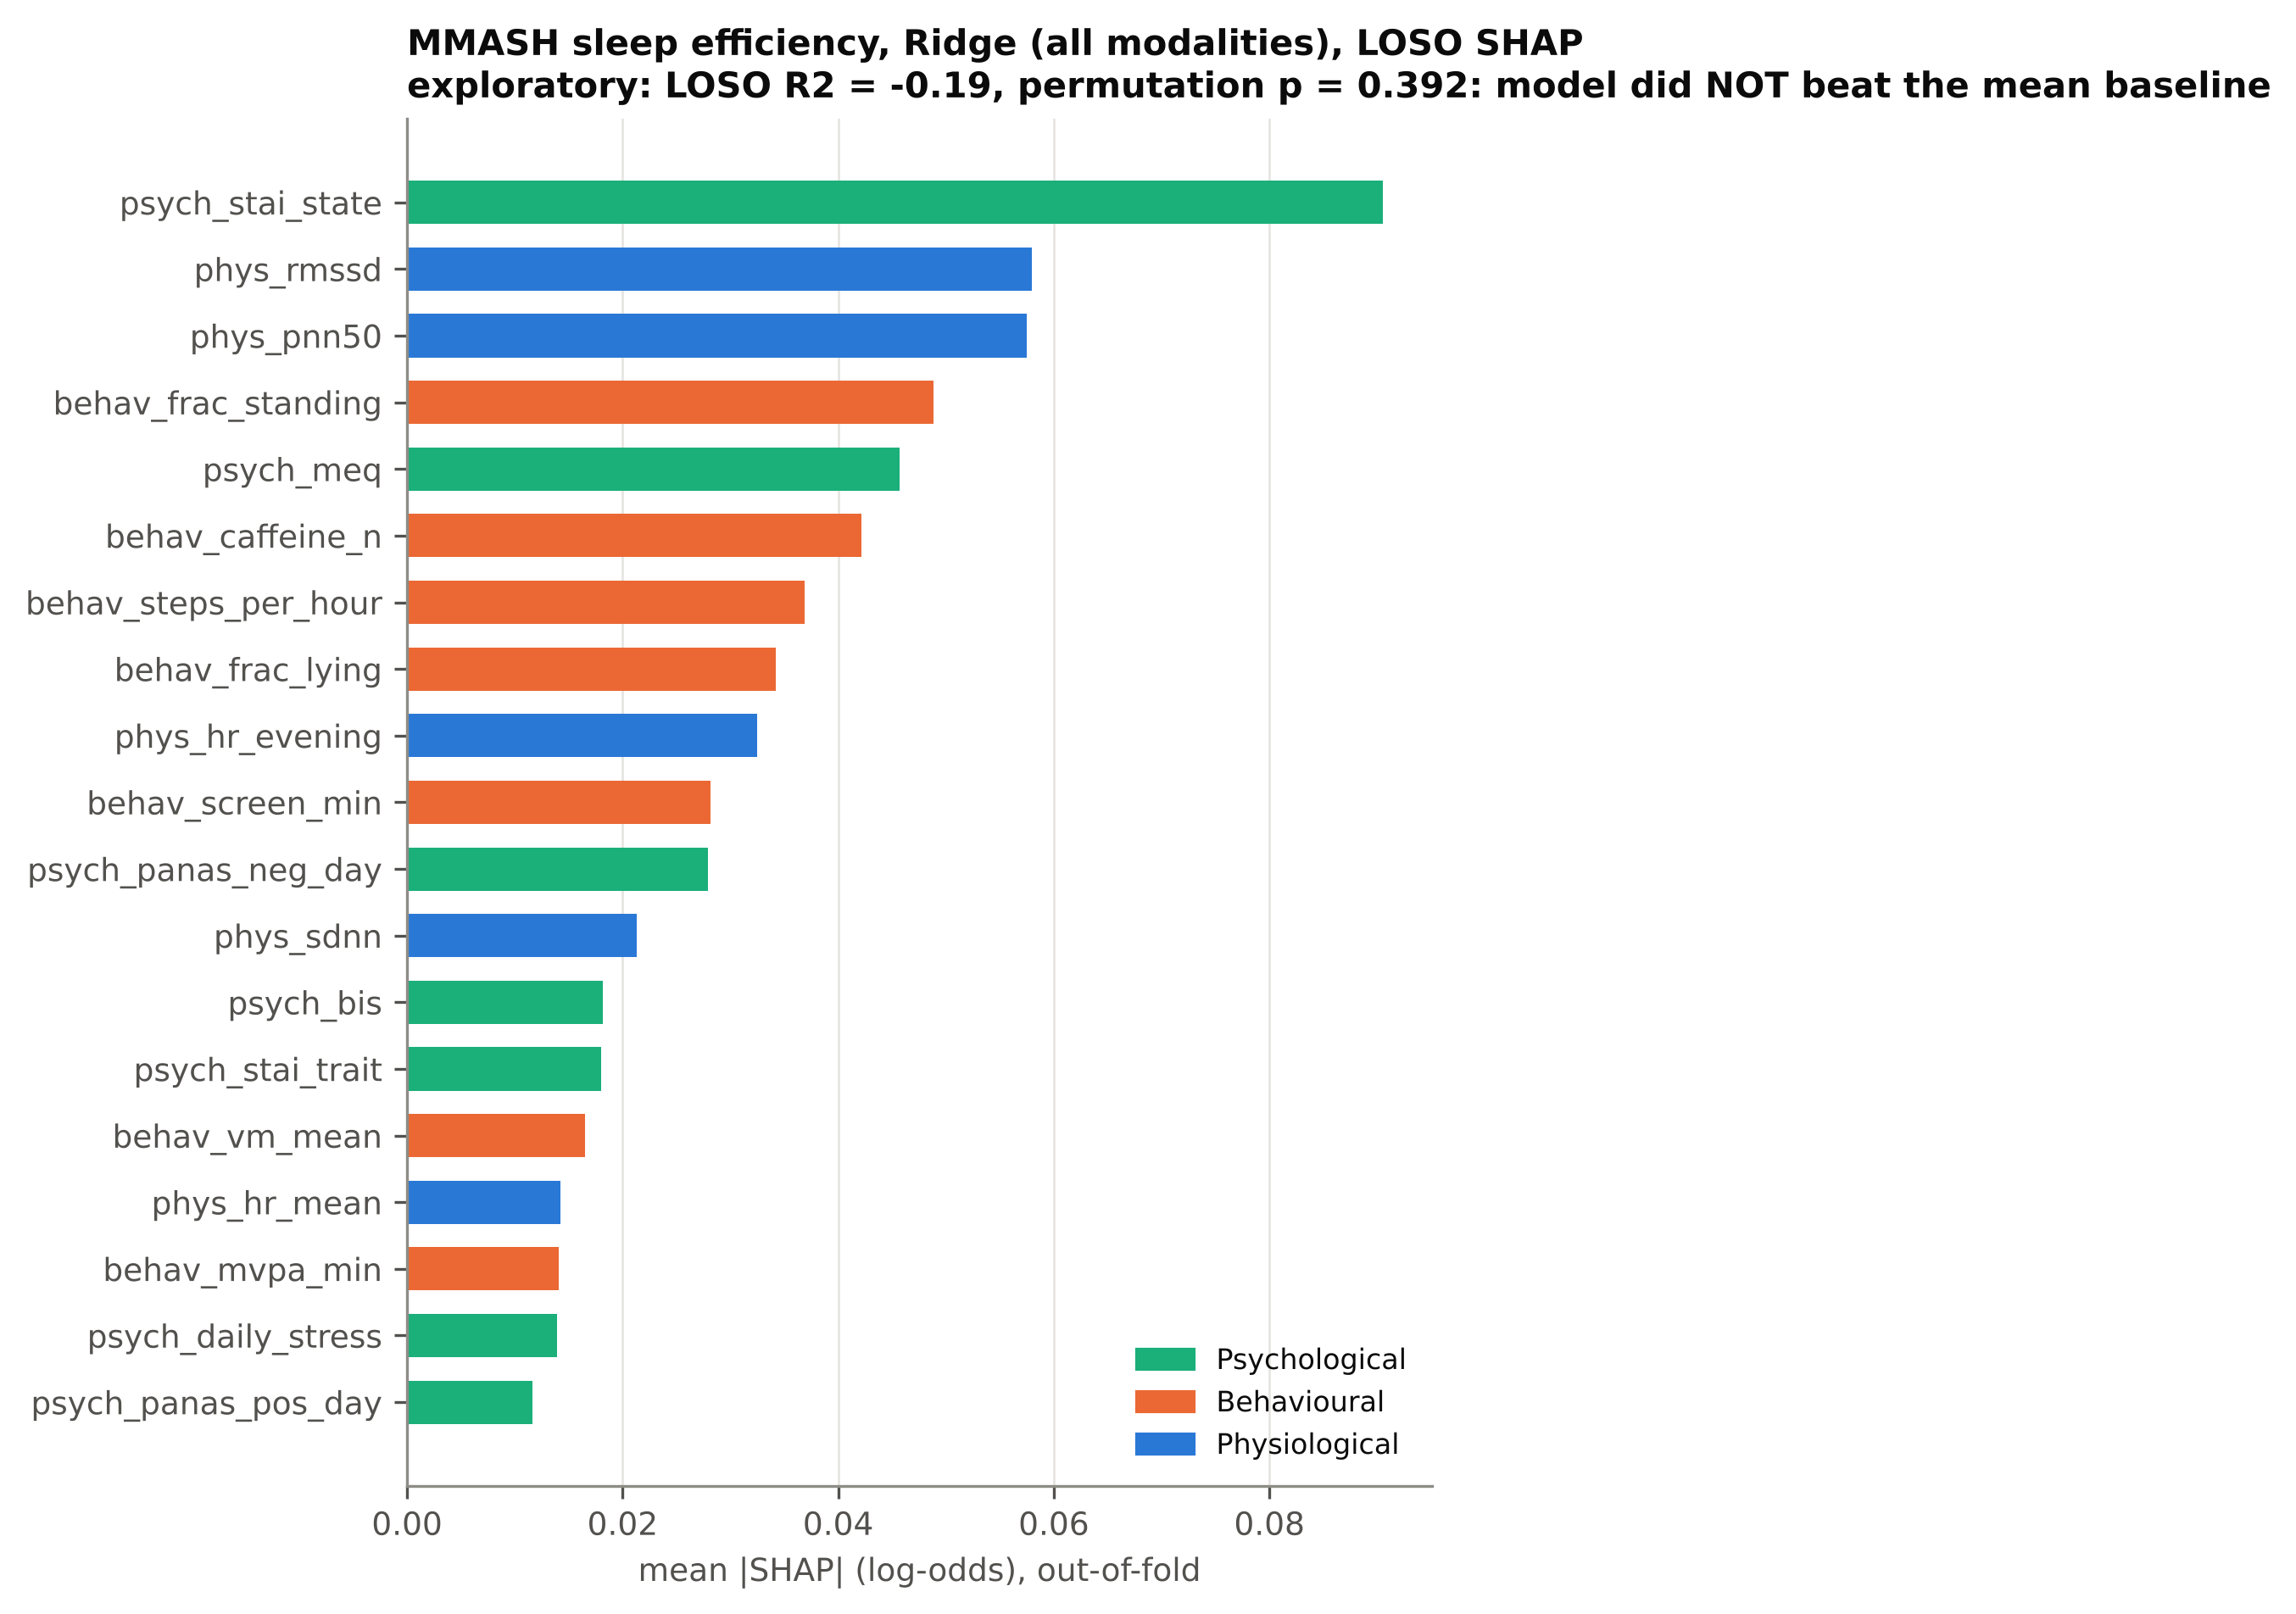 MMASH sleep efficiency, Ridge (all modalities), LOSO SHAP
exploratory: LOSO R2 = -0.19, permutation p = 0.392: model did NOT beat the mean baseline
psych_stai_state
phys_rmssd
phys_pnn50
behav_frac_standing
psych_meq
behav_caffeine_n
behav_steps_per_hour
behav_frac_lying
phys_hr_evening
behav_screen_min
psych_panas_neg_day
phys_sdnn
psych_bis
psych_stai_trait
behav_vm_mean
phys_hr_mean
behav_mvpa_min
psych_daily_stress
psych_panas_pos_day
Psychological
Behavioural
Physiological
0.00 0.02 0.04 0.06 0.08
mean |SHAP| (log-odds), out-of-fold